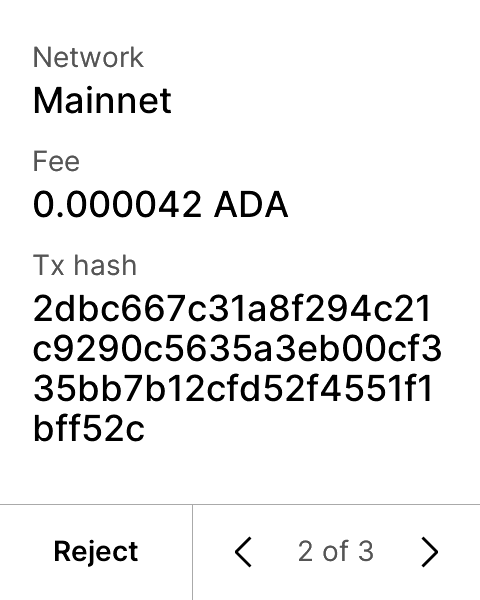 Network
Mainnet
Fee
0.000042 ADA
Tx hash
2dbc667c31a8f294c21
c9290c5635a3eb00cf3
35bb7b12cfd52f4551f1
bff52c
Reject
2 of 3